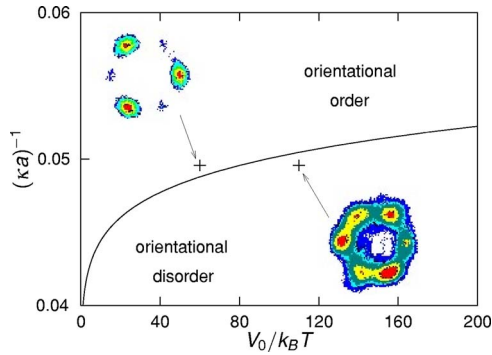 0.06
orientational
order
0.05
(κa)⁻¹
orientational
disorder
0.04
0 40 80 120 160 200
V₀/k_BT